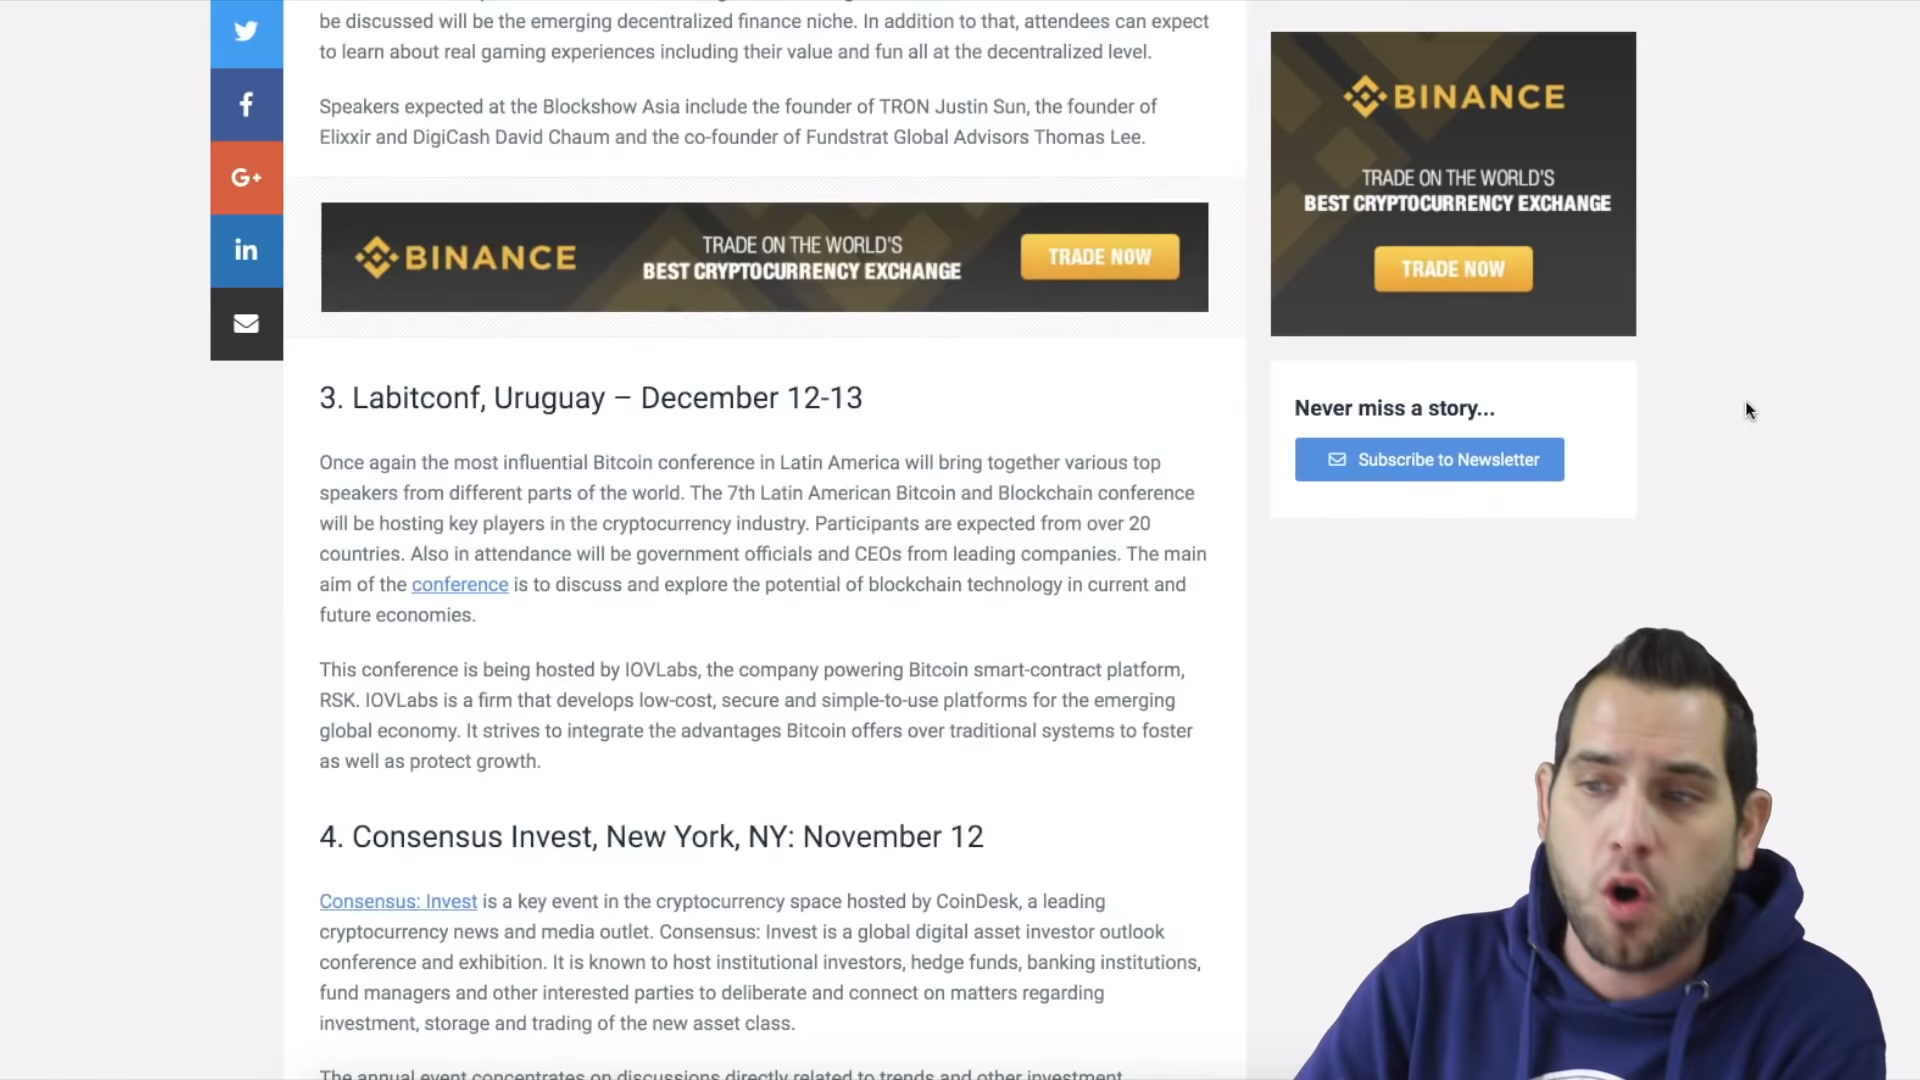 be discussed will be the emerging decentralized finance niche. In addition to that, attendees can expect
to learn about real gaming experiences including their value and fun all at the decentralized level.
Speakers expected at the Blockshow Asia include the founder of TRON Justin Sun, the founder of
Elixxir and DigiCash David Chaum and the co-founder of Fundstrat Global Advisors Thomas Lee.
BINANCE
TRADE ON THE WORLD'S
BEST CRYPTOCURRENCY EXCHANGE
TRADE NOW
3. Labitconf, Uruguay – December 12-13
Once again the most influential Bitcoin conference in Latin America will bring together various top
speakers from different parts of the world. The 7th Latin American Bitcoin and Blockchain conference
will be hosting key players in the cryptocurrency industry. Participants are expected from over 20
countries. Also in attendance will be government officials and CEOs from leading companies. The main
aim of the conference is to discuss and explore the potential of blockchain technology in current and
future economies.
This conference is being hosted by IOVLabs, the company powering Bitcoin smart-contract platform,
RSK. IOVLabs is a firm that develops low-cost, secure and simple-to-use platforms for the emerging
global economy. It strives to integrate the advantages Bitcoin offers over traditional systems to foster
as well as protect growth.
4. Consensus Invest, New York, NY: November 12
Consensus: Invest is a key event in the cryptocurrency space hosted by CoinDesk, a leading
cryptocurrency news and media outlet. Consensus: Invest is a global digital asset investor outlook
conference and exhibition. It is known to host institutional investors, hedge funds, banking institutions,
fund managers and other interested parties to deliberate and connect on matters regarding
investment, storage and trading of the new asset class.
The annual event concentrates on discussions directly related to trends and other investment
BINANCE
TRADE ON THE WORLD'S
BEST CRYPTOCURRENCY EXCHANGE
TRADE NOW
Never miss a story...
Subscribe to Newsletter
f
G+
in